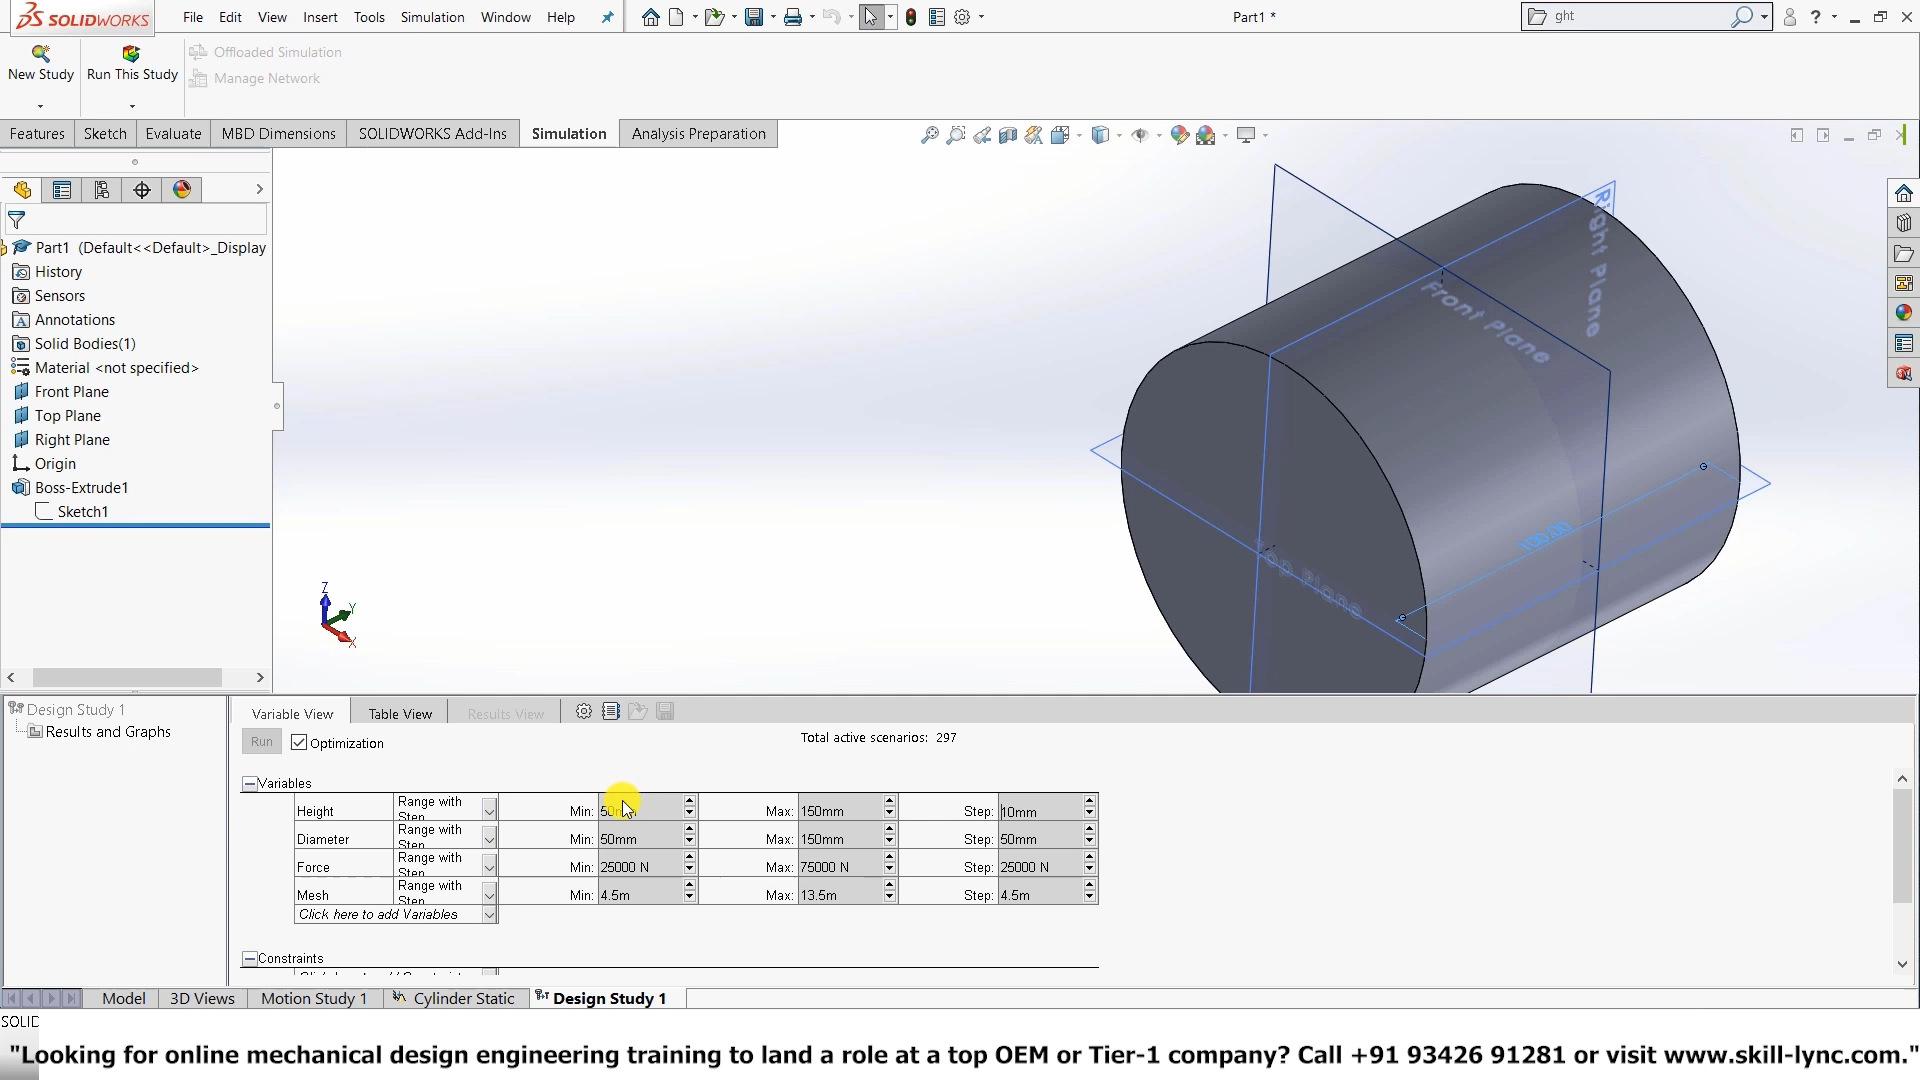 SOLIDWORKS File Edit View Insert Tools Simulation Window Help Part1 * ght
New Study Run This Study Offloaded Simulation
Manage Network
Features Sketch Evaluate MBD Dimensions SOLIDWORKS Add-Ins Simulation Analysis Preparation
Part1 (Default<<Default>_Display
History
Sensors
Annotations
Solid Bodies(1)
Material <not specified>
Front Plane
Top Plane
Right Plane
Origin
Boss-Extrude1
Sketch1
Right Plane
Front Plane
Top Plane
100.00
Z
Y
X
Design Study 1
Results and Graphs
Variable View Table View Results View
Run Optimization Total active scenarios: 297
Variables
Height Range with Step Min: 50mm Max: 150mm Step: 10mm
Diameter Range with Step Min: 50mm Max: 150mm Step: 50mm
Force Range with Step Min: 25000 N Max: 75000 N Step: 25000 N
Mesh Range with Step Min: 4.5m Max: 13.5m Step: 4.5m
Click here to add Variables
Constraints
Model 3D Views Motion Study 1 Cylinder Static Design Study 1
SOLID
"Looking for online mechanical design engineering training to land a role at a top OEM or Tier-1 company? Call +91 93426 91281 or visit www.skill-lync.com."